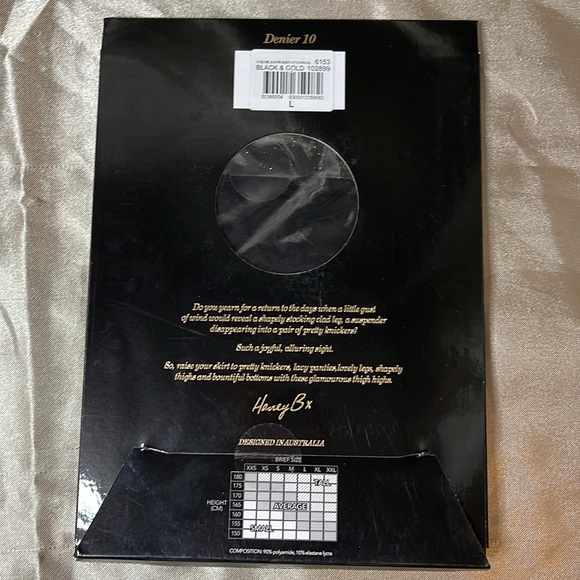 Denier 10
6153
BLACK & GOLD 102899
L
Do you yearn for a return to the days when a little gust
of wind would reveal a shapely stocking clad leg, a suspender
disappearing into a pair of pretty knickers?
Such a joyful, alluring sight.
So, raise your skirt to pretty knickers, lacy panties, lovely legs, shapely
thighs and bountiful bottoms with these glamourous thigh highs.
Honey B x
DESIGNED IN AUSTRALIA
BRIEF SIZE
XXS XS S M L XL XXL
180
175
170
165
160
155
150
HEIGHT
(CM)
TALL
AVERAGE
SMALL
COMPOSITION: 90% polyamide, 10% elastane lycra